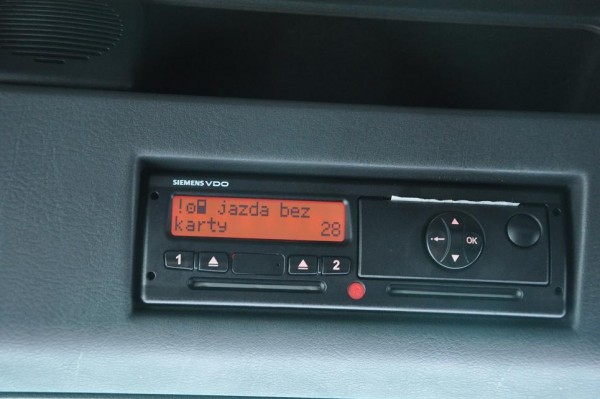 SIEMENS VDO
! jazda bez
karty 28
OK
1
2